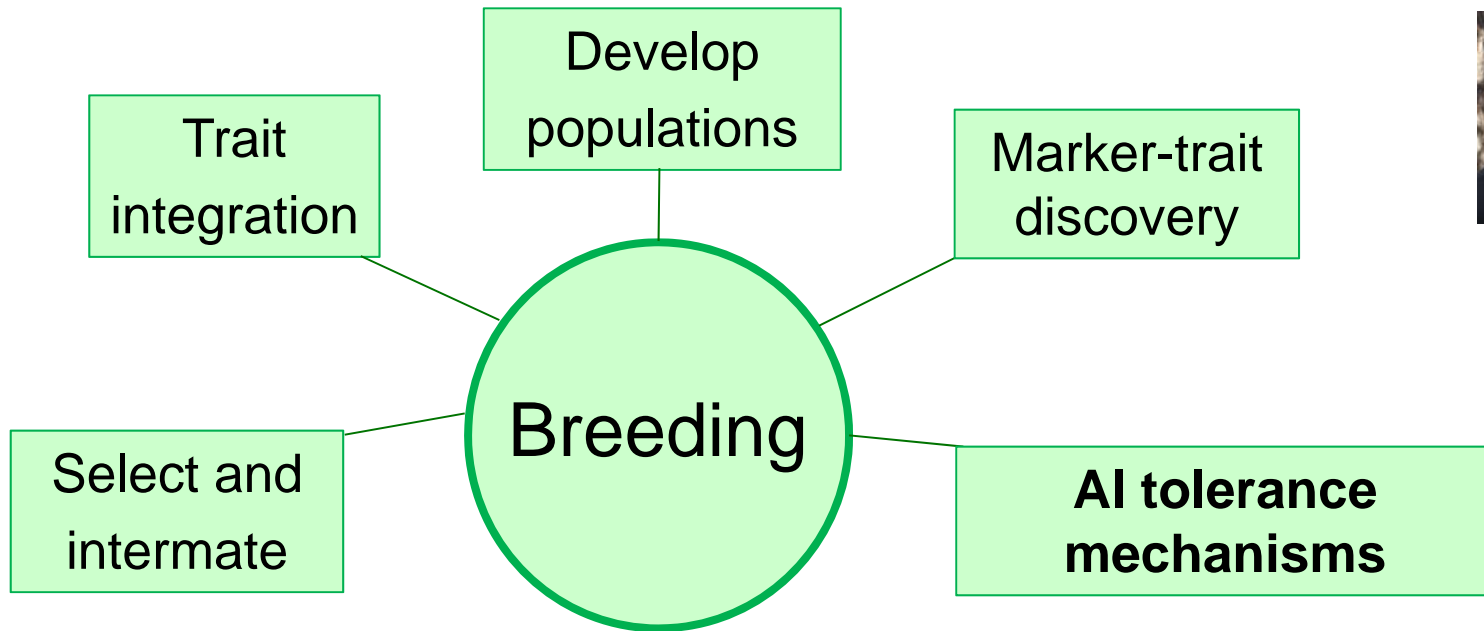 Develop
populations
Trait
integration
Marker-trait
discovery
Breeding
Select and
intermate
Al tolerance
mechanisms